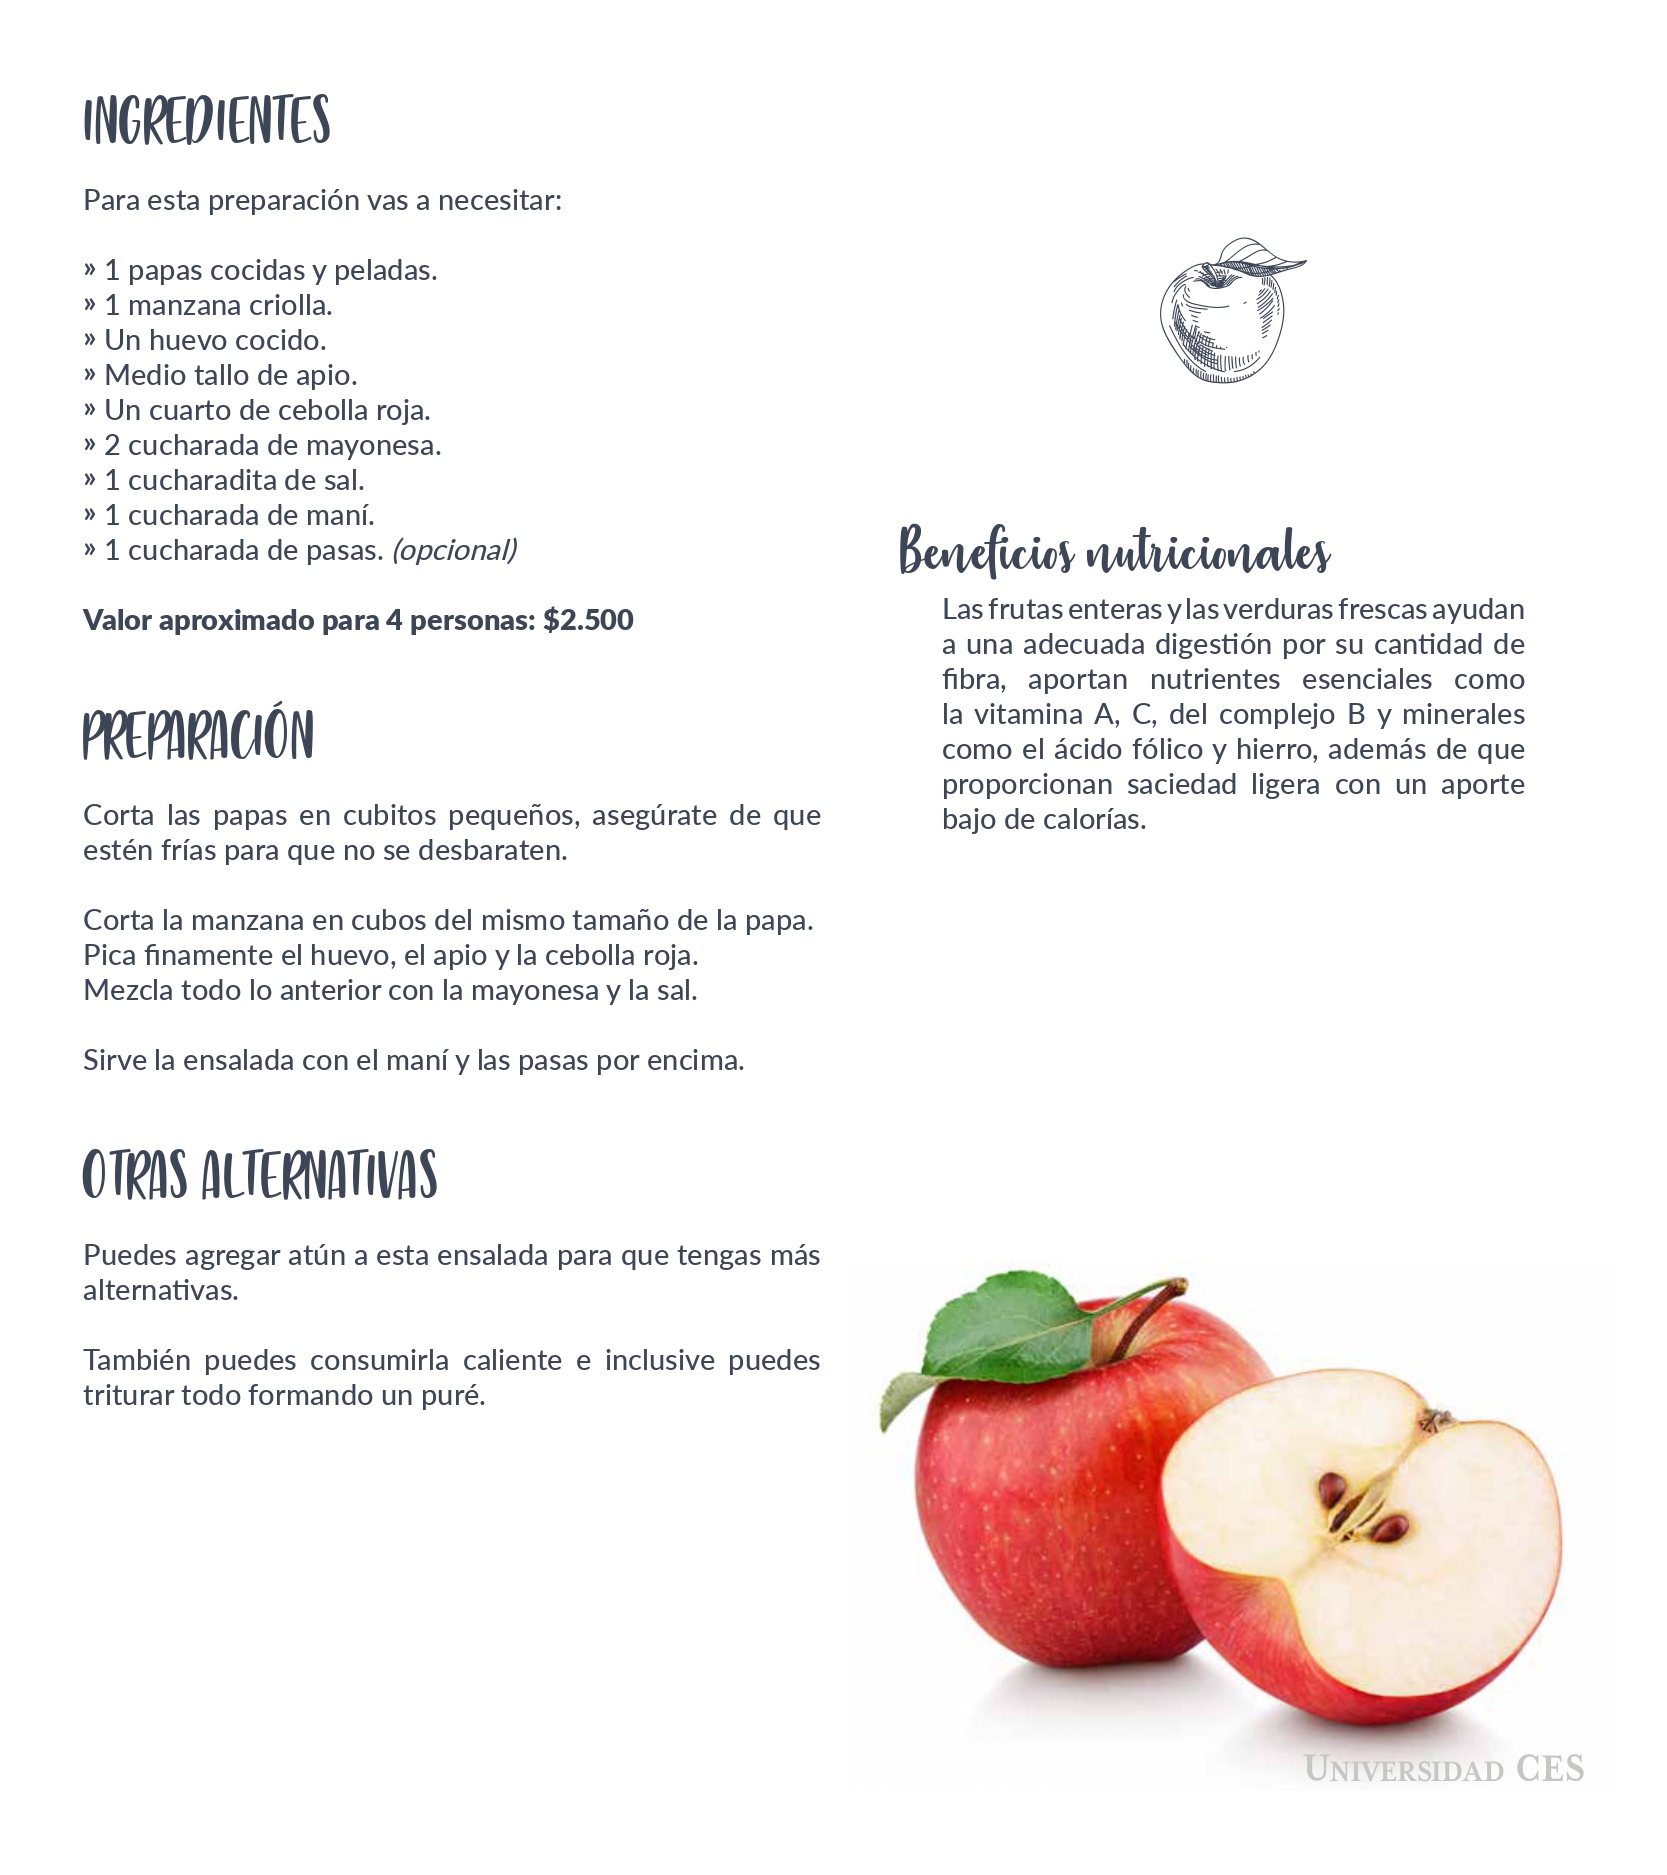 INGREDIENTES
Para esta preparación vas a necesitar:
» 1 papas cocidas y peladas.
» 1 manzana criolla.
» Un huevo cocido.
» Medio tallo de apio.
» Un cuarto de cebolla roja.
» 2 cucharada de mayonesa.
» 1 cucharadita de sal.
» 1 cucharada de maní.
» 1 cucharada de pasas. (opcional)
Valor aproximado para 4 personas: $2.500
PREPARACIÓN
Corta las papas en cubitos pequeños, asegúrate de que
estén frías para que no se desbaraten.
Corta la manzana en cubos del mismo tamaño de la papa.
Pica finamente el huevo, el apio y la cebolla roja.
Mezcla todo lo anterior con la mayonesa y la sal.
Sirve la ensalada con el maní y las pasas por encima.
OTRAS ALTERNATIVAS
Puedes agregar atún a esta ensalada para que tengas más
alternativas.
También puedes consumirla caliente e inclusive puedes
triturar todo formando un puré.
Beneficios nutricionales
Las frutas enteras y las verduras frescas ayudan
a una adecuada digestión por su cantidad de
fibra, aportan nutrientes esenciales como
la vitamina A, C, del complejo B y minerales
como el ácido fólico y hierro, además de que
proporcionan saciedad ligera con un aporte
bajo de calorías.
UNIVERSIDAD CES